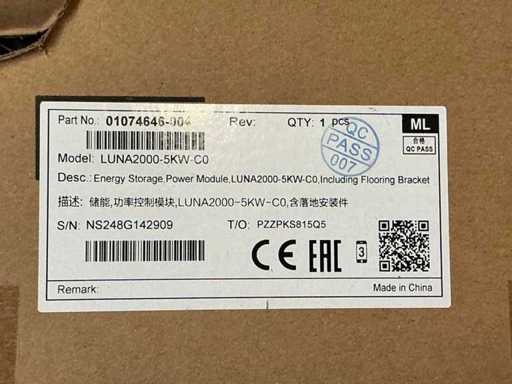 Part No.: 01074646-004 Rev: QTY: 1 pcs ML
合格
QC PASS
QC
PASS
007
Model: LUNA2000-5KW-C0
Desc.: Energy Storage,Power Module,LUNA2000-5KW-C0,Including Flooring Bracket
描述: 储能,功率控制模块,LUNA2000-5KW-C0,含落地安装件
S/N: NS248G142909 T/O: PZZPKS815Q5
CE EAC 3
Remark: Made in China